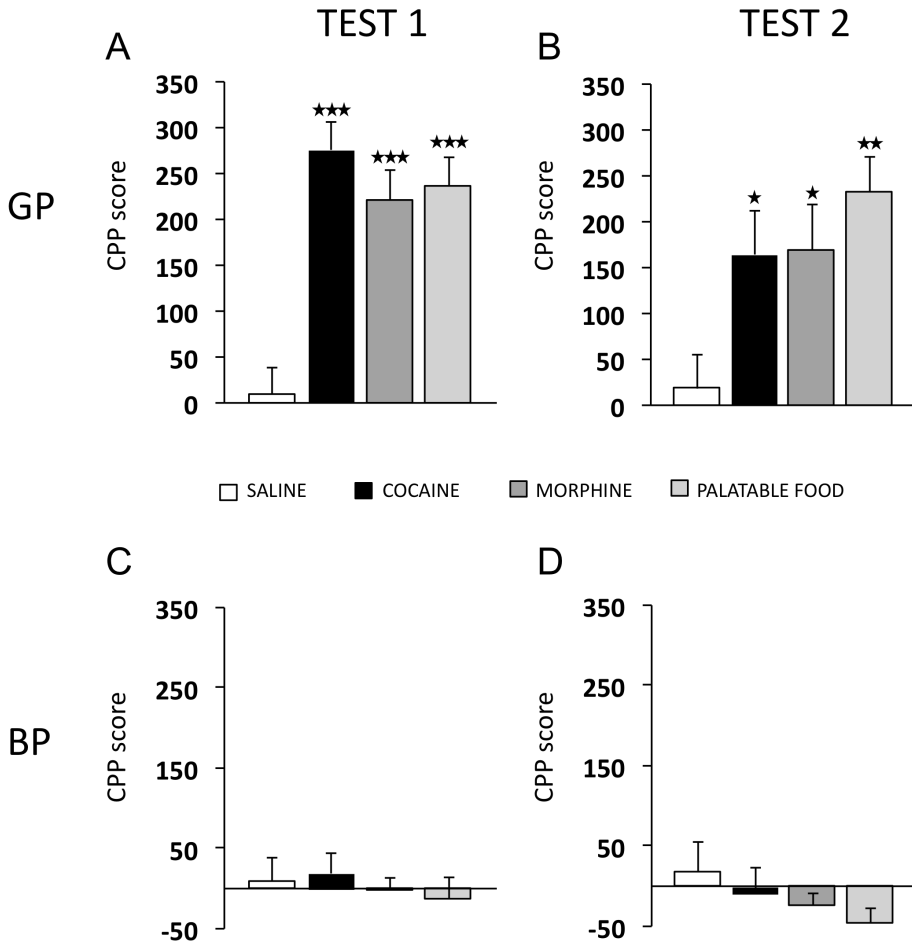 TEST 1
TEST 2
A
B
GP
CPP score
350
300
250
200
150
100
50
0
★★★
★★★
★★★
CPP score
350
300
250
200
150
100
50
0
★
★
★★
SALINE
COCAINE
MORPHINE
PALATABLE FOOD
C
D
BP
CPP score
350
250
150
50
-50
CPP score
350
250
150
50
-50